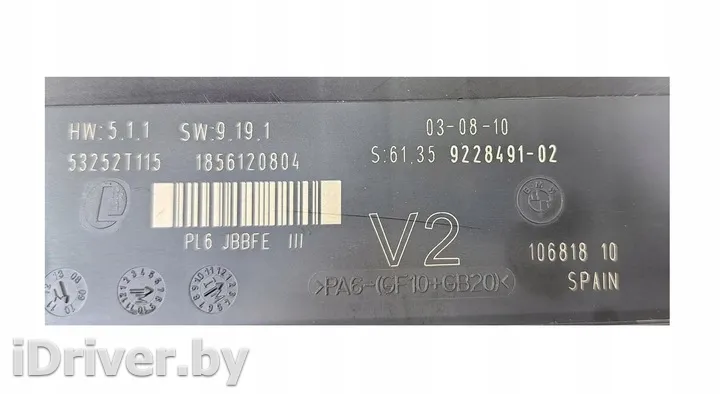 HW:5.1.1 SW:9.19.1
03-08-10
53252T115 1856120804
S:61.35 9228491-02
BMW
PL6 JBBFE III
V2
106818 10
>PA6-(GF10+GB20)<
SPAIN
iDriver.by